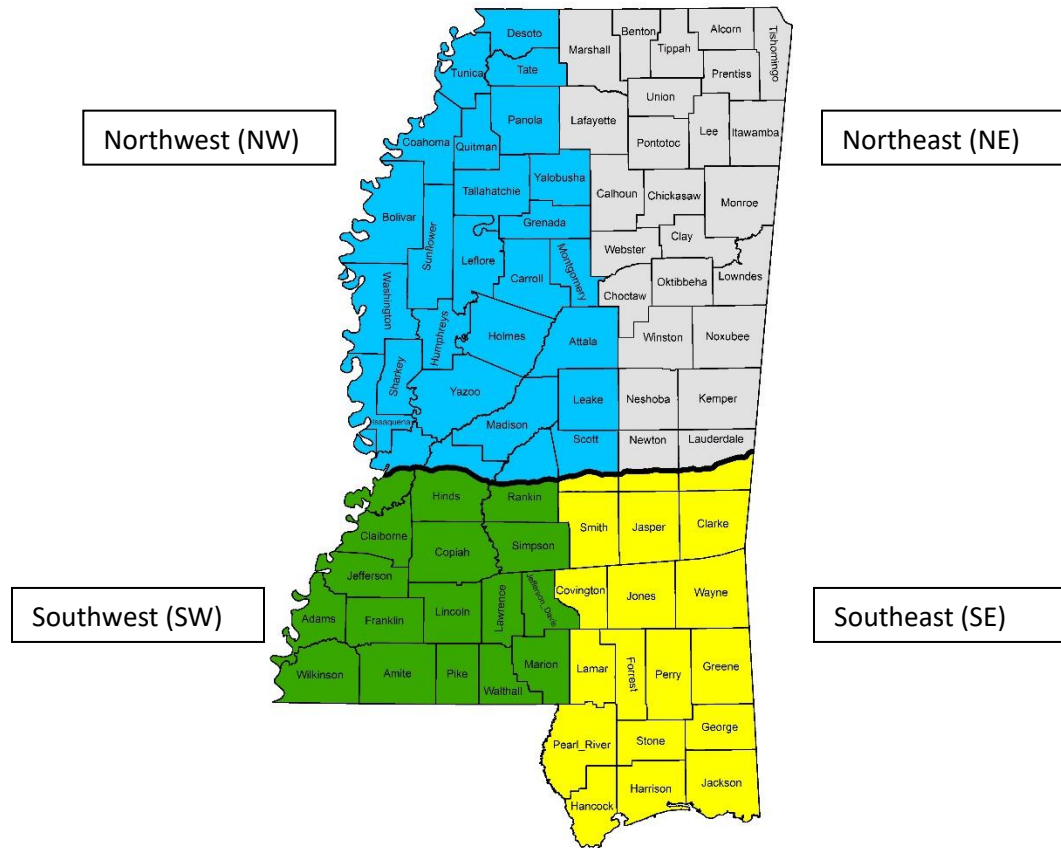 Northwest (NW)
Northeast (NE)
Southwest (SW)
Southeast (SE)
Desoto
Marshall
Benton
Tippah
Alcorn
Tishomingo
Tunica
Tate
Prentiss
Panola
Lafayette
Union
Lee
Itawamba
Coahoma
Quitman
Pontotoc
Tallahatchie
Yalobusha
Calhoun
Chickasaw
Monroe
Bolivar
Sunflower
Grenada
Leflore
Carroll
Montgomery
Webster
Clay
Washington
Choctaw
Oktibbeha
Lowndes
Humphreys
Holmes
Attala
Winston
Noxubee
Sharkey
Yazoo
Leake
Neshoba
Kemper
Issaquena
Madison
Scott
Newton
Lauderdale
Hinds
Rankin
Smith
Jasper
Clarke
Claiborne
Copiah
Simpson
Jefferson
Lincoln
Lawrence
Jefferson_Davis
Covington
Jones
Wayne
Adams
Franklin
Wilkinson
Amite
Pike
Walthall
Marion
Lamar
Forrest
Perry
Greene
Pearl_River
Stone
George
Hancock
Harrison
Jackson